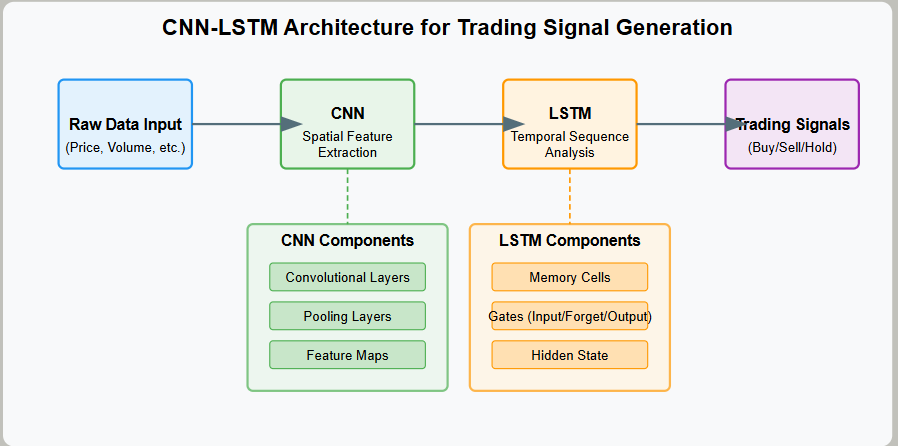 CNN-LSTM Architecture for Trading Signal Generation
Raw Data Input
(Price, Volume, etc.)
CNN
Spatial Feature
Extraction
LSTM
Temporal Sequence
Analysis
Trading Signals
(Buy/Sell/Hold)
CNN Components
Convolutional Layers
Pooling Layers
Feature Maps
LSTM Components
Memory Cells
Gates (Input/Forget/Output)
Hidden State